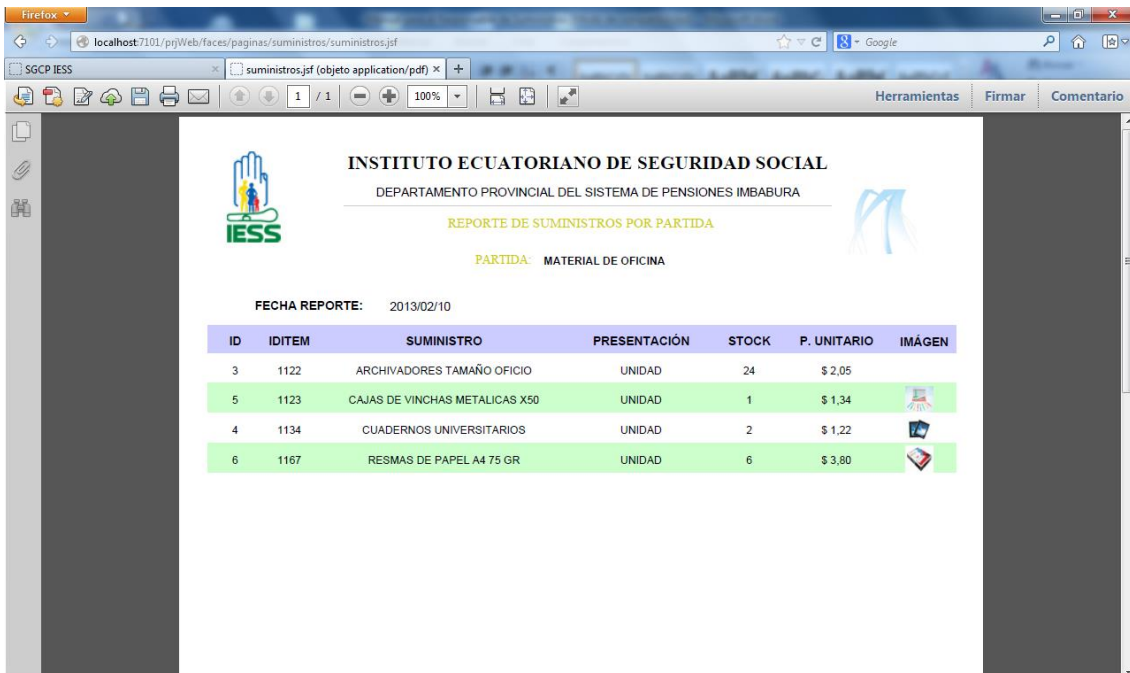 Firefox
localhost:7101/prjWeb/faces/paginas/suministros/suministros.jsf
Google
SGCP IESS
suministros.jsf (objeto application/pdf)
1 / 1
100%
Herramientas
Firmar
Comentario
IESS
INSTITUTO ECUATORIANO DE SEGURIDAD SOCIAL
DEPARTAMENTO PROVINCIAL DEL SISTEMA DE PENSIONES IMBABURA
REPORTE DE SUMINISTROS POR PARTIDA
PARTIDA: MATERIAL DE OFICINA
FECHA REPORTE: 2013/02/10
ID IDITEM SUMINISTRO PRESENTACIÓN STOCK P. UNITARIO IMÁGEN
3 1122 ARCHIVADORES TAMAÑO OFICIO UNIDAD 24 $ 2,05
5 1123 CAJAS DE VINCHAS METALICAS X50 UNIDAD 1 $ 1,34
4 1134 CUADERNOS UNIVERSITARIOS UNIDAD 2 $ 1,22
6 1167 RESMAS DE PAPEL A4 75 GR UNIDAD 6 $ 3,80